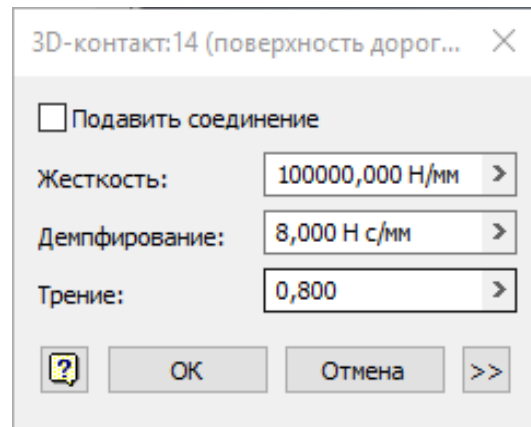 3D-контакт:14 (поверхность дорог...
Подавить соединение
Жесткость: 100000,000 Н/мм
Демпфирование: 8,000 Н с/мм
Трение: 0,800
ОК Отмена >>